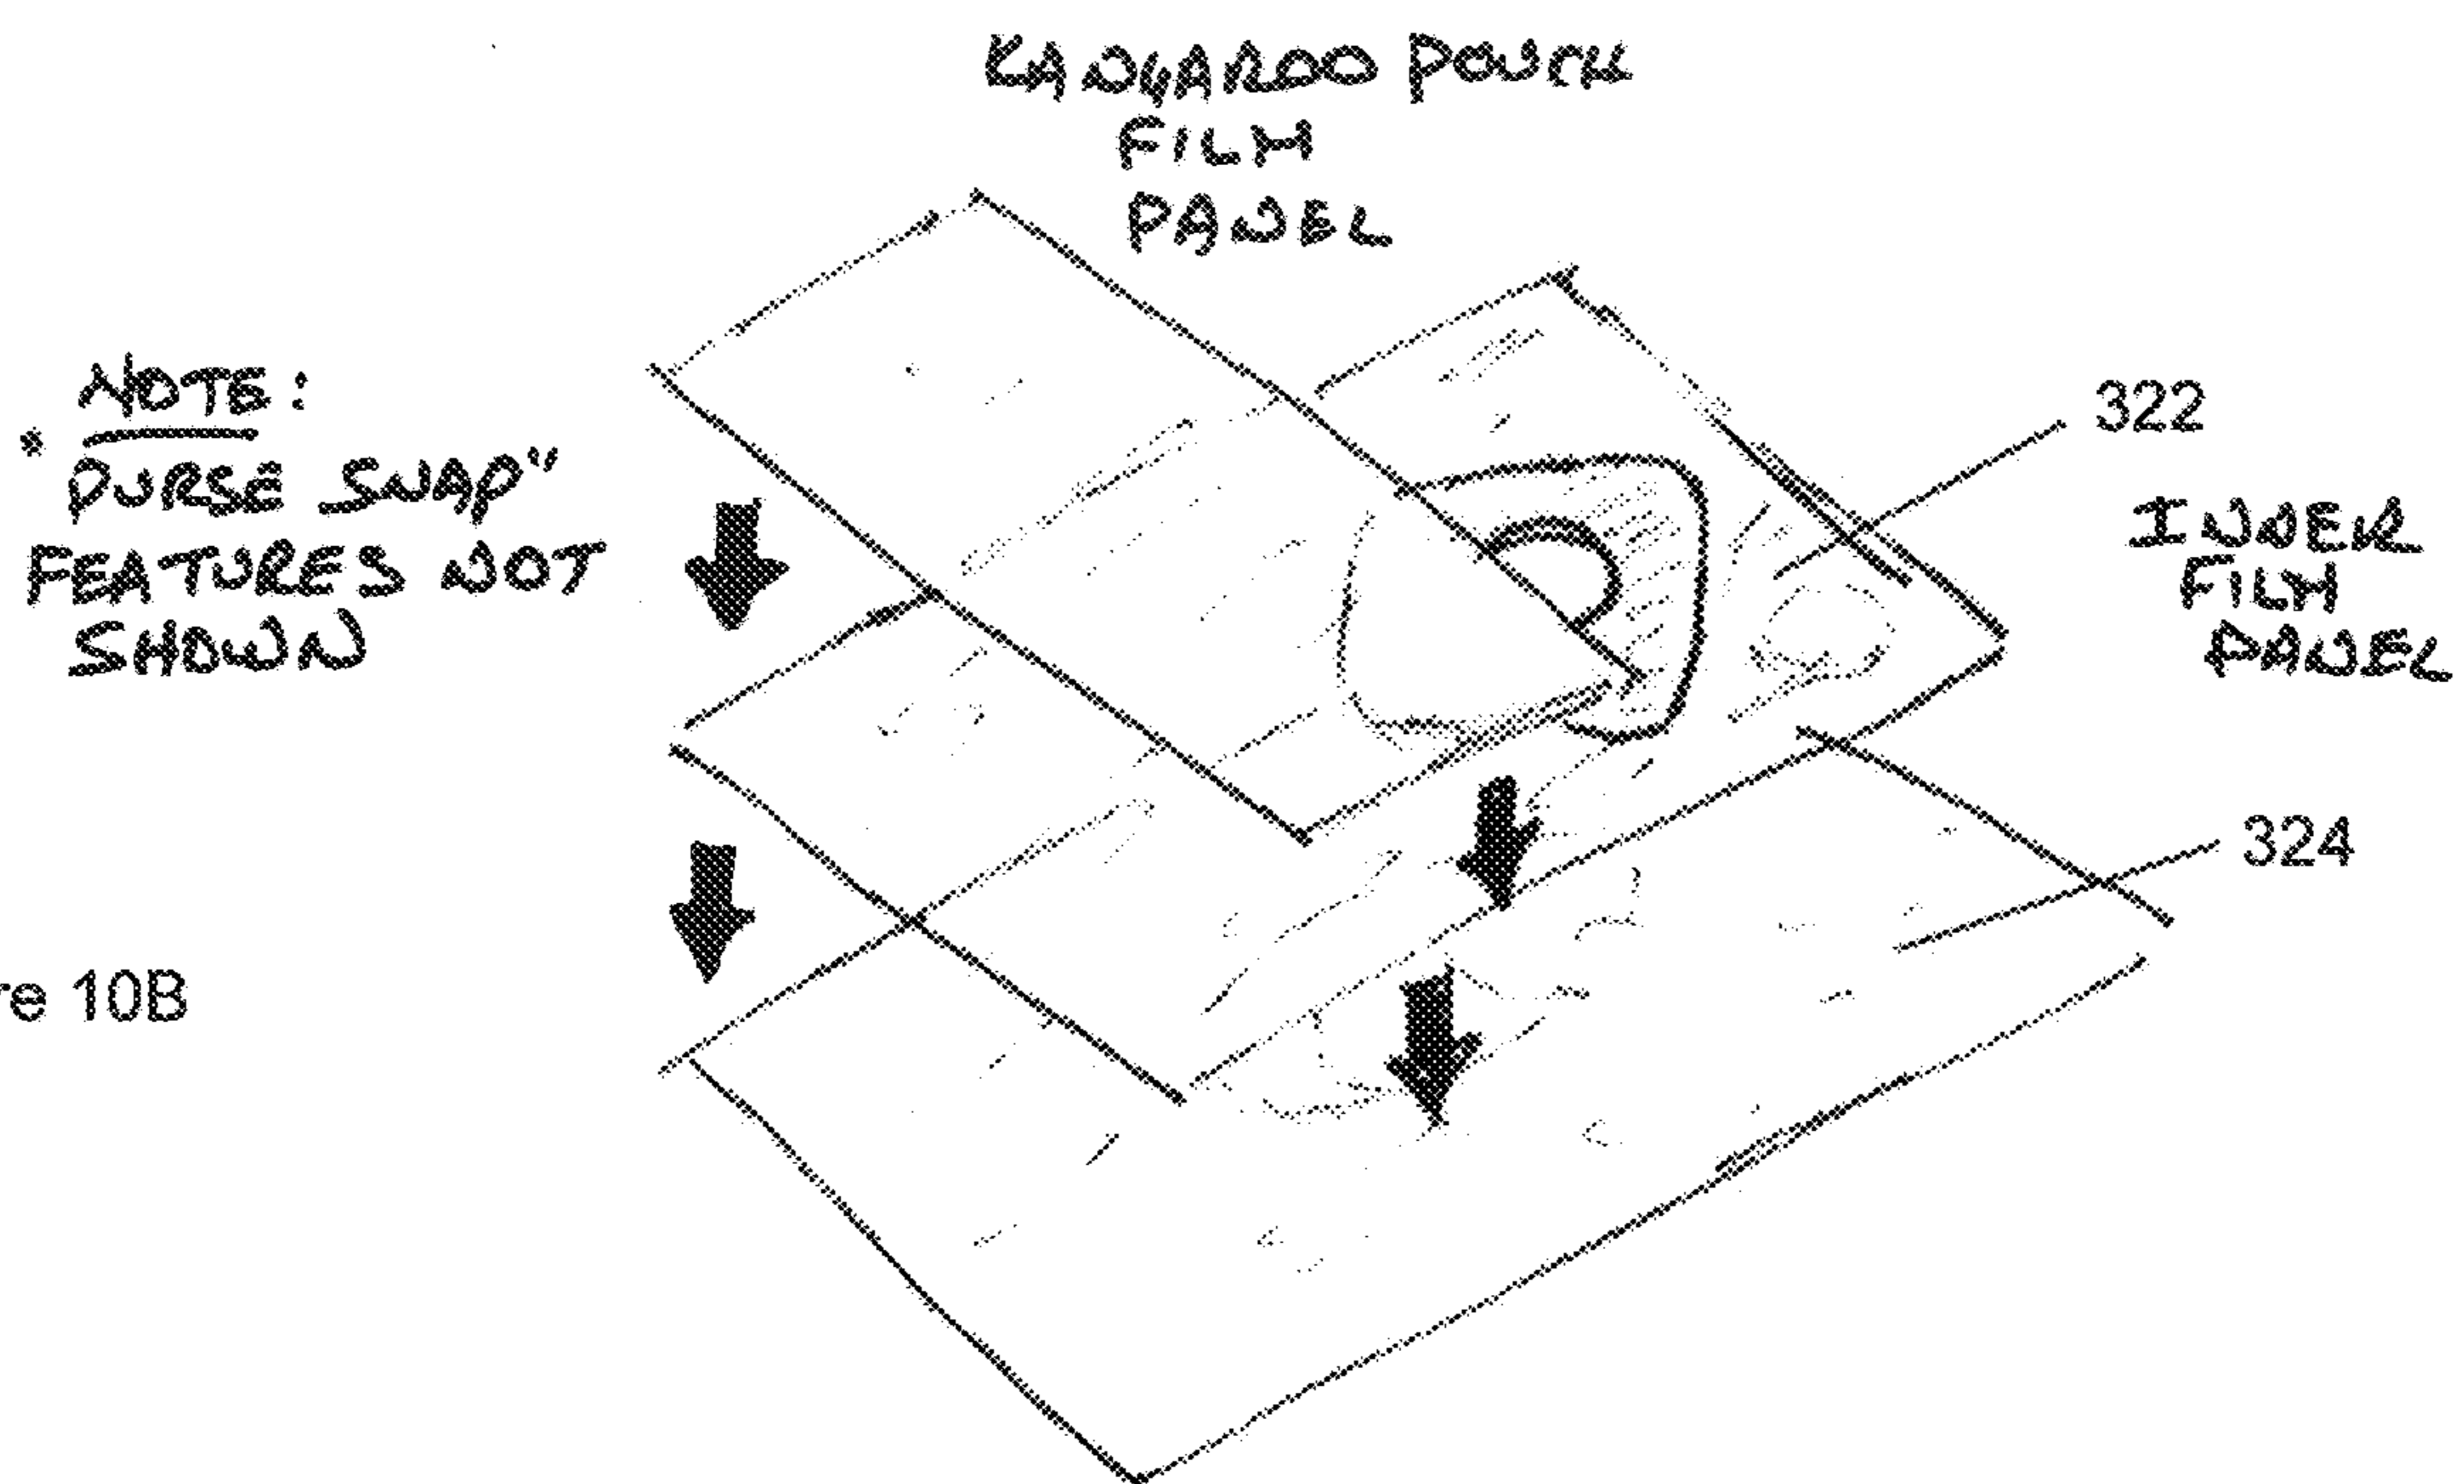 KANGAROO POUCH
FILM
PANEL
NOTE:
* PURSE SNAP"
FEATURES NOT
SHOWN
322
INNER
FILM
PANEL
324
re 10B